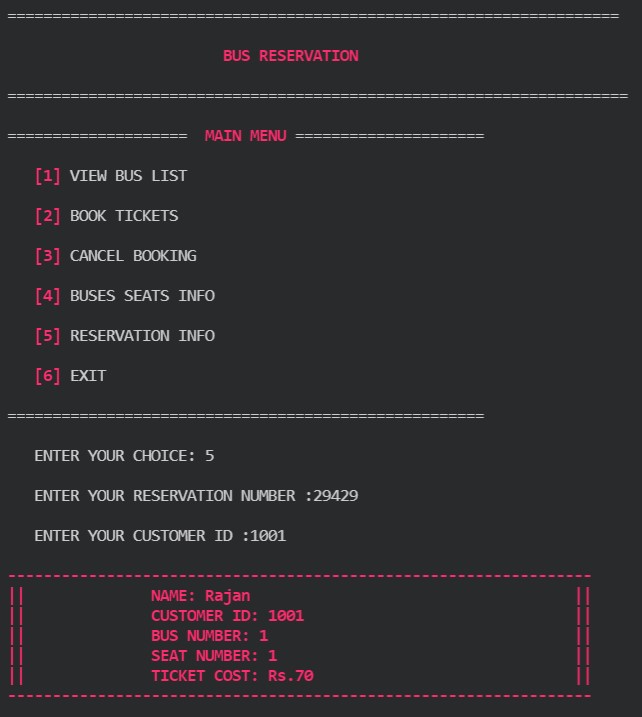 ====================================================================
BUS RESERVATION
=====================================================================
==================== MAIN MENU =====================
[1] VIEW BUS LIST
[2] BOOK TICKETS
[3] CANCEL BOOKING
[4] BUSES SEATS INFO
[5] RESERVATION INFO
[6] EXIT
=====================================================
ENTER YOUR CHOICE: 5
ENTER YOUR RESERVATION NUMBER :29429
ENTER YOUR CUSTOMER ID :1001
-----------------------------------------------------------------
|| NAME: Rajan ||
|| CUSTOMER ID: 1001 ||
|| BUS NUMBER: 1 ||
|| SEAT NUMBER: 1 ||
|| TICKET COST: Rs.70 ||
-----------------------------------------------------------------